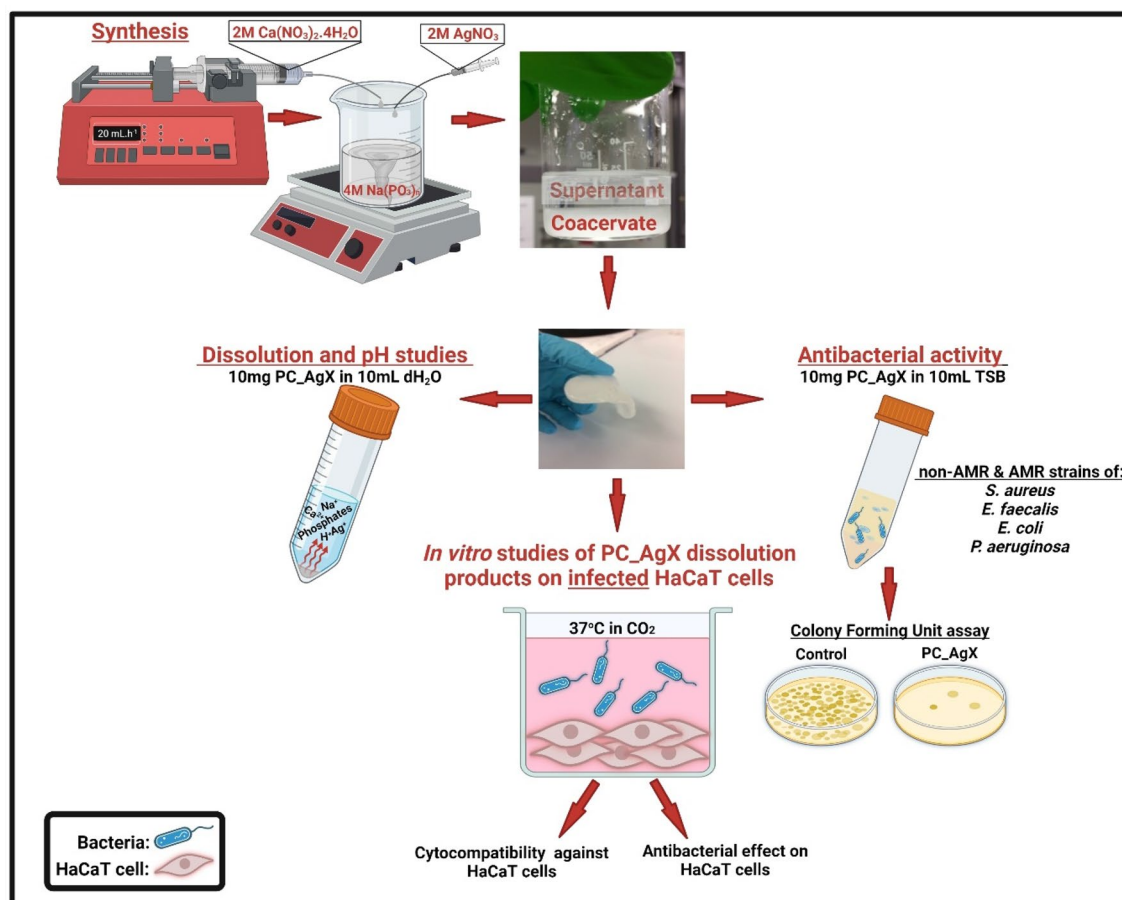 Synthesis
2M Ca(NO₃)₂.4H₂O
2M AgNO₃
20 mL.h⁻¹
4M Na(PO₃)ₙ
Supernatant
Coacervate
Dissolution and pH studies
10mg PC_AgX in 10mL dH₂O
Na⁺
Ca²⁺
Phosphates
H⁺Ag⁺
Antibacterial activity
10mg PC_AgX in 10mL TSB
non-AMR & AMR strains of:
S. aureus
E. faecalis
E. coli
P. aeruginosa
In vitro studies of PC_AgX dissolution
products on infected HaCaT cells
37°C in CO₂
Colony Forming Unit assay
Control PC_AgX
Cytocompatibility against
HaCaT cells
Antibacterial effect on
HaCaT cells
Bacteria:
HaCaT cell: